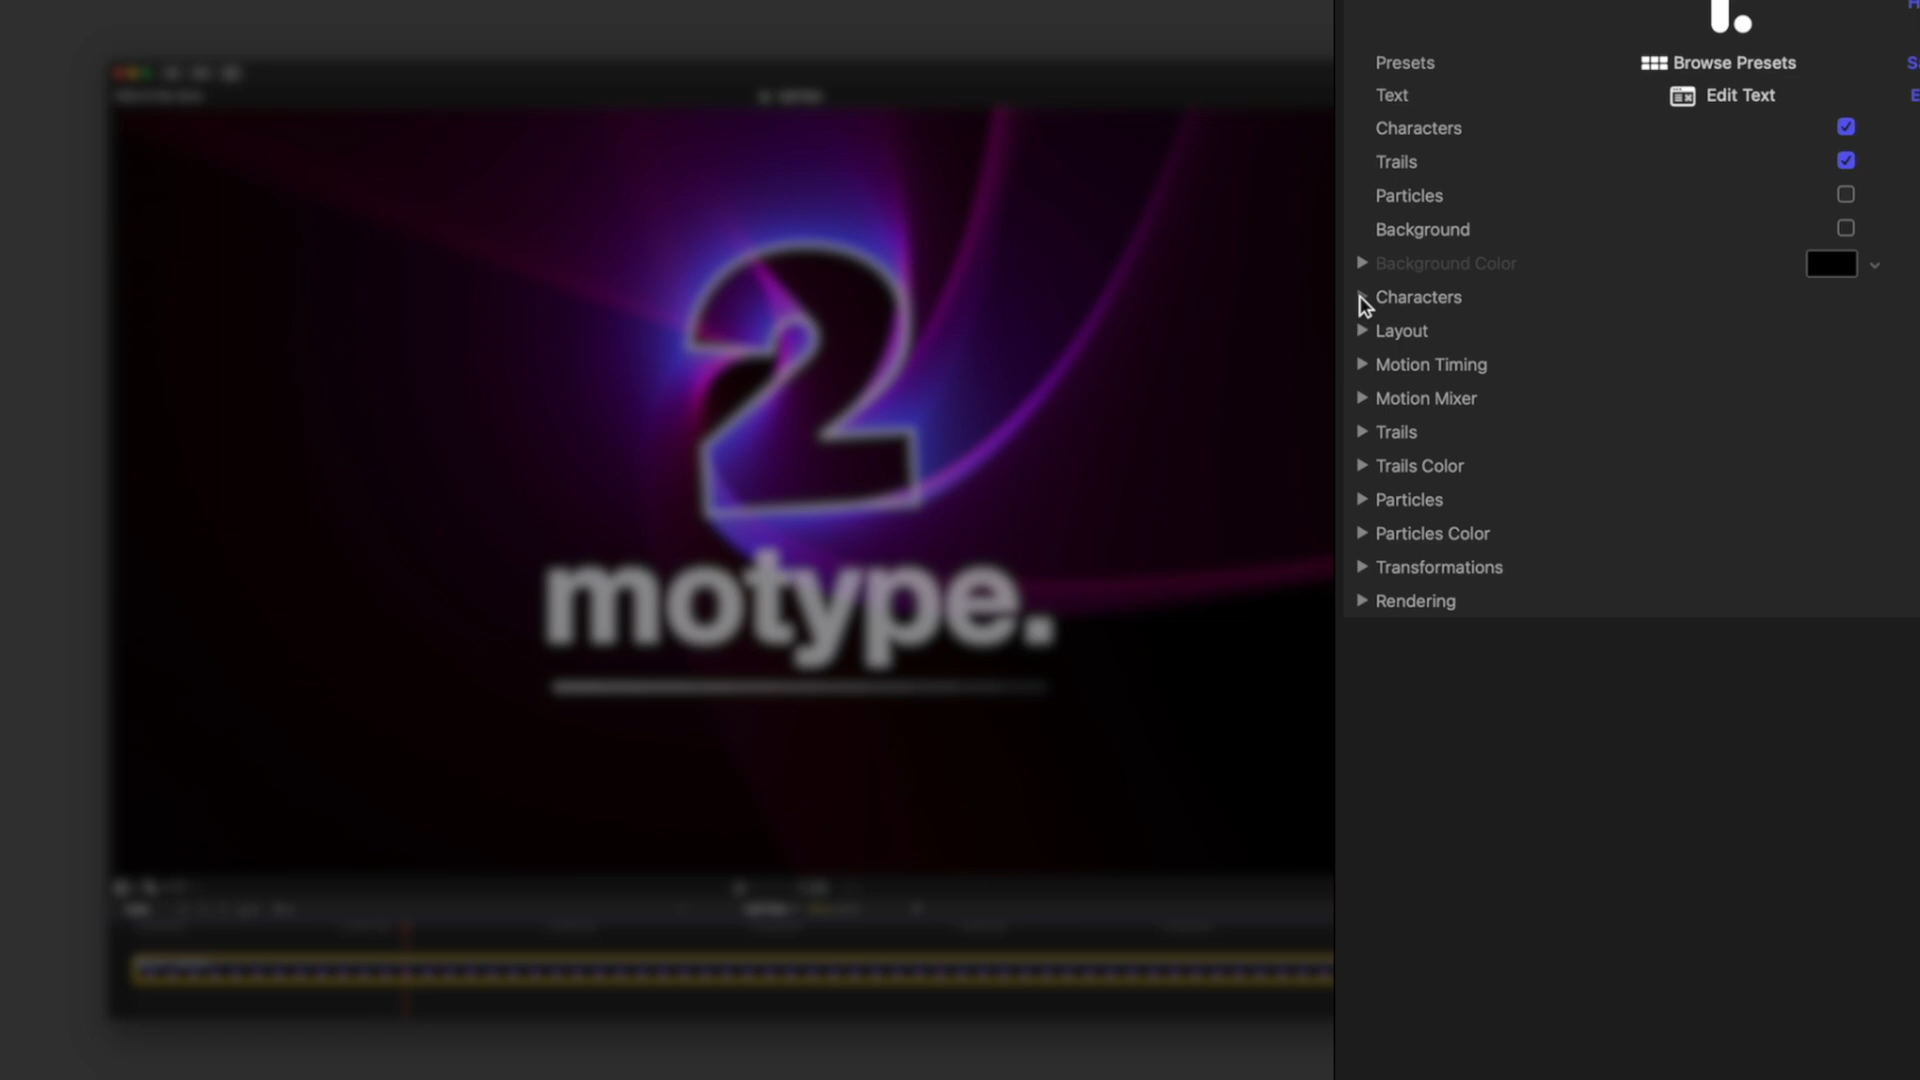 2
motype.
Presets
Browse Presets
Text
Edit Text
Characters
Trails
Particles
Background
Background Color
Characters
Layout
Motion Timing
Motion Mixer
Trails
Trails Color
Particles
Particles Color
Transformations
Rendering